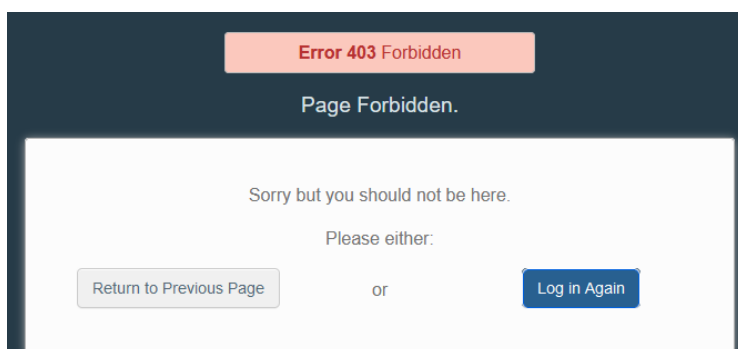 Error 403 Forbidden
Page Forbidden.
Sorry but you should not be here.
Please either:
Return to Previous Page or Log in Again